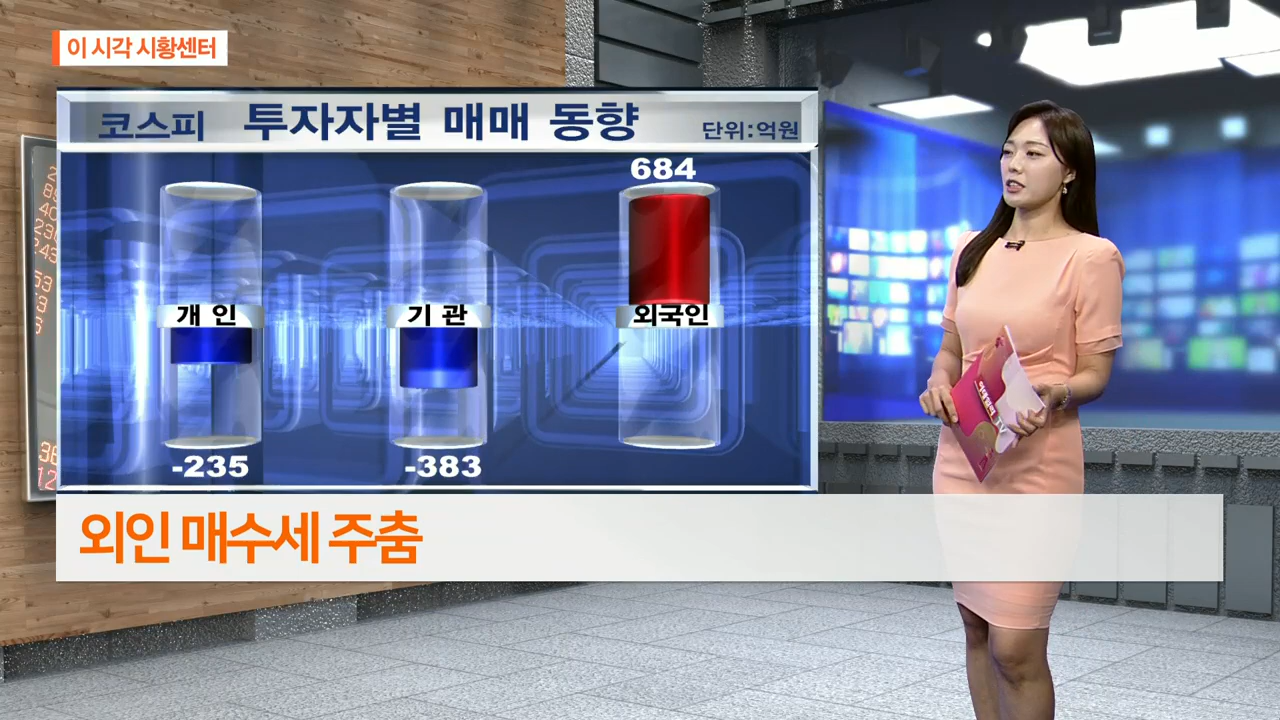 이 시각 시황센터
코스피 투자자별 매매 동향 단위:억원
684
개 인 기 관 외국인
-235 -383
외인 매수세 주춤